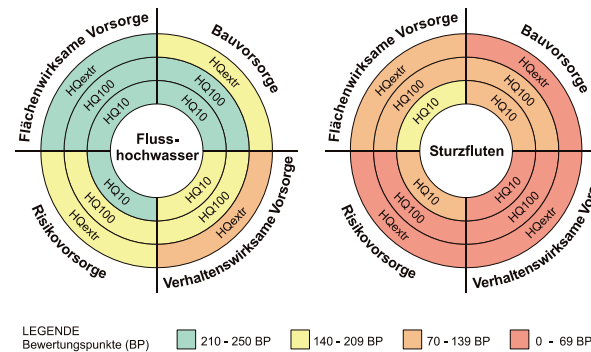 Flächenwirksame Vorsorge
Bauvorsorge
HQextr
HQ100
HQ10
HQextr
HQ100
HQ10
Fluss-
hochwasser
HQ10
HQ100
HQextr
HQ10
HQ100
HQextr
Risikovorsorge
Verhaltenswirksame Vorsorge
Flächenwirksame Vorsorge
Bauvorsorge
HQextr
HQ100
HQ10
HQextr
HQ100
HQ10
Sturzfluten
HQ10
HQ100
HQextr
HQ10
HQ100
HQextr
Risikovorsorge
Verhaltenswirksame Vorsorge
LEGENDE
Bewertungspunkte (BP)
210 - 250 BP
140 - 209 BP
70 - 139 BP
0 - 69 BP